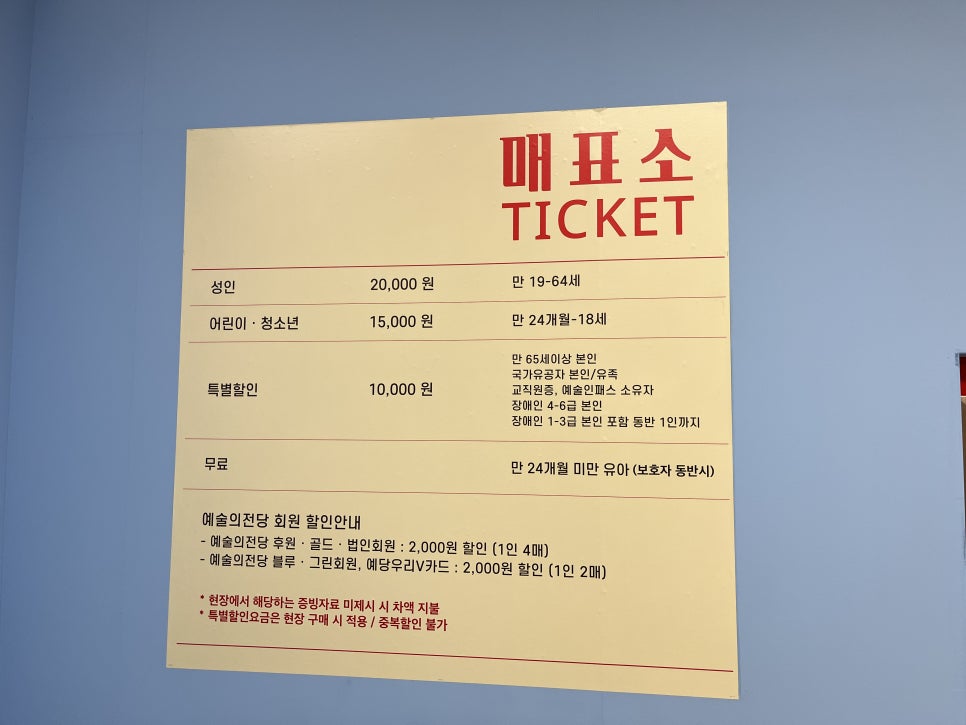 매표소
TICKET
성인 20,000 원 만 19-64세
어린이 · 청소년 15,000 원 만 24개월-18세
특별할인 10,000 원
만 65세이상 본인
국가유공자 본인/유족
교직원증, 예술인패스 소유자
장애인 4-6급 본인
장애인 1-3급 본인 포함 동반 1인까지
무료 만 24개월 미만 유아 (보호자 동반시)
예술의전당 회원 할인안내
- 예술의전당 후원 · 골드 · 법인회원 : 2,000원 할인 (1인 4매)
- 예술의전당 블루 · 그린회원, 예당우리V카드 : 2,000원 할인 (1인 2매)
* 현장에서 해당하는 증빙자료 미제시 시 차액 지불
* 특별할인요금은 현장 구매 시 적용 / 중복할인 불가